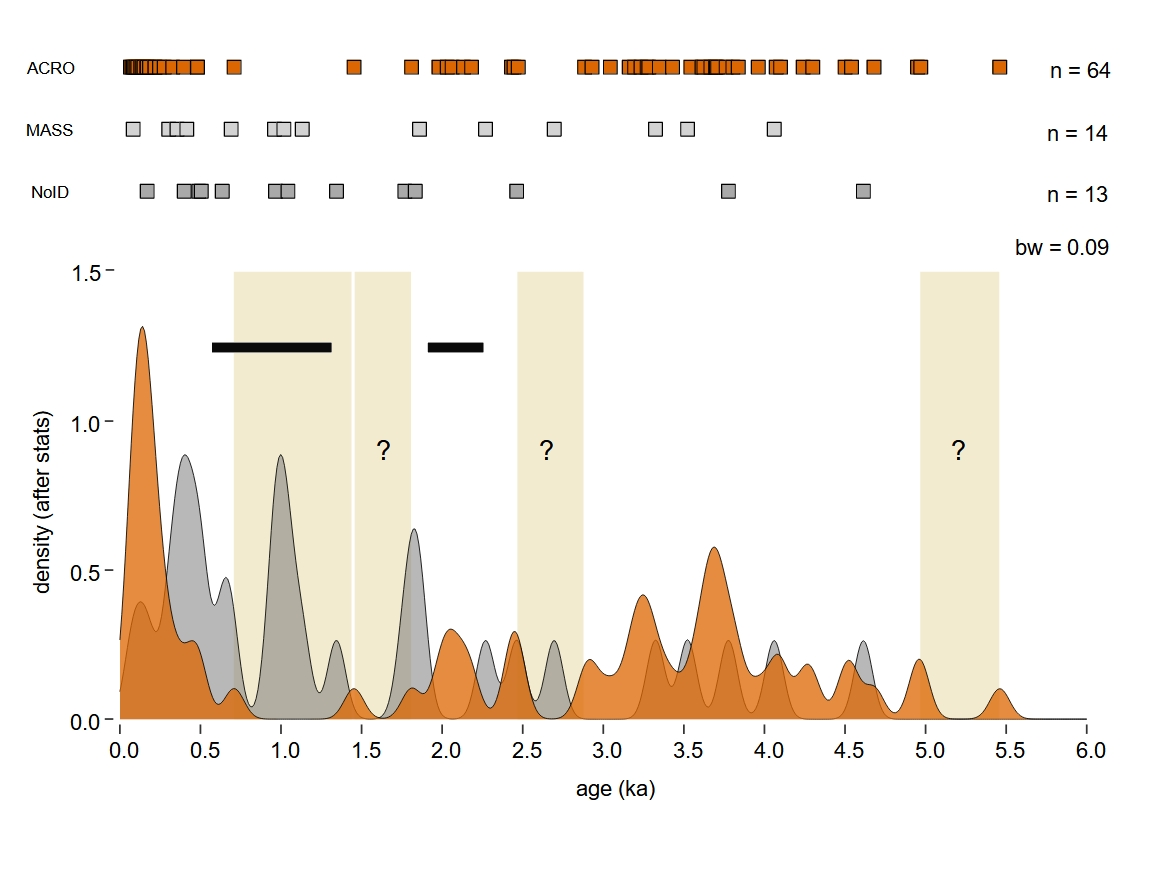 ACRO n = 64
MASS n = 14
NoID n = 13
bw = 0.09
1.5
1.0
0.5
0.0
density (after stats)
? ? ?
0.0 0.5 1.0 1.5 2.0 2.5 3.0 3.5 4.0 4.5 5.0 5.5 6.0
age (ka)